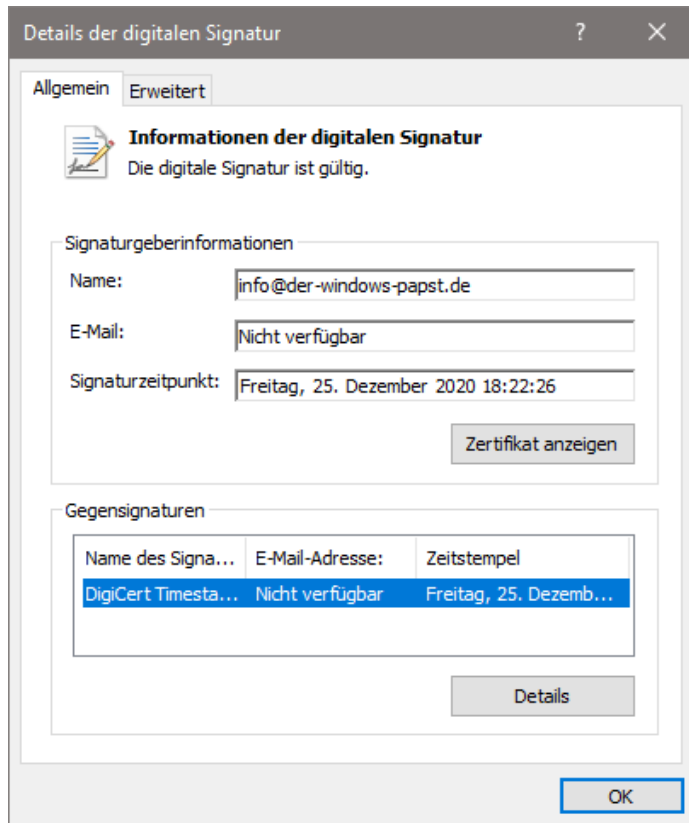 Details der digitalen Signatur
Allgemein
Erweitert
Informationen der digitalen Signatur
Die digitale Signatur ist gültig.
Signaturgeberinformationen
Name:
info@der-windows-papst.de
E-Mail:
Nicht verfügbar
Signaturzeitpunkt:
Freitag, 25. Dezember 2020 18:22:26
Zertifikat anzeigen
Gegensignaturen
Name des Signa... E-Mail-Adresse: Zeitstempel
DigiCert Timesta... Nicht verfügbar Freitag, 25. Dezemb...
Details
OK